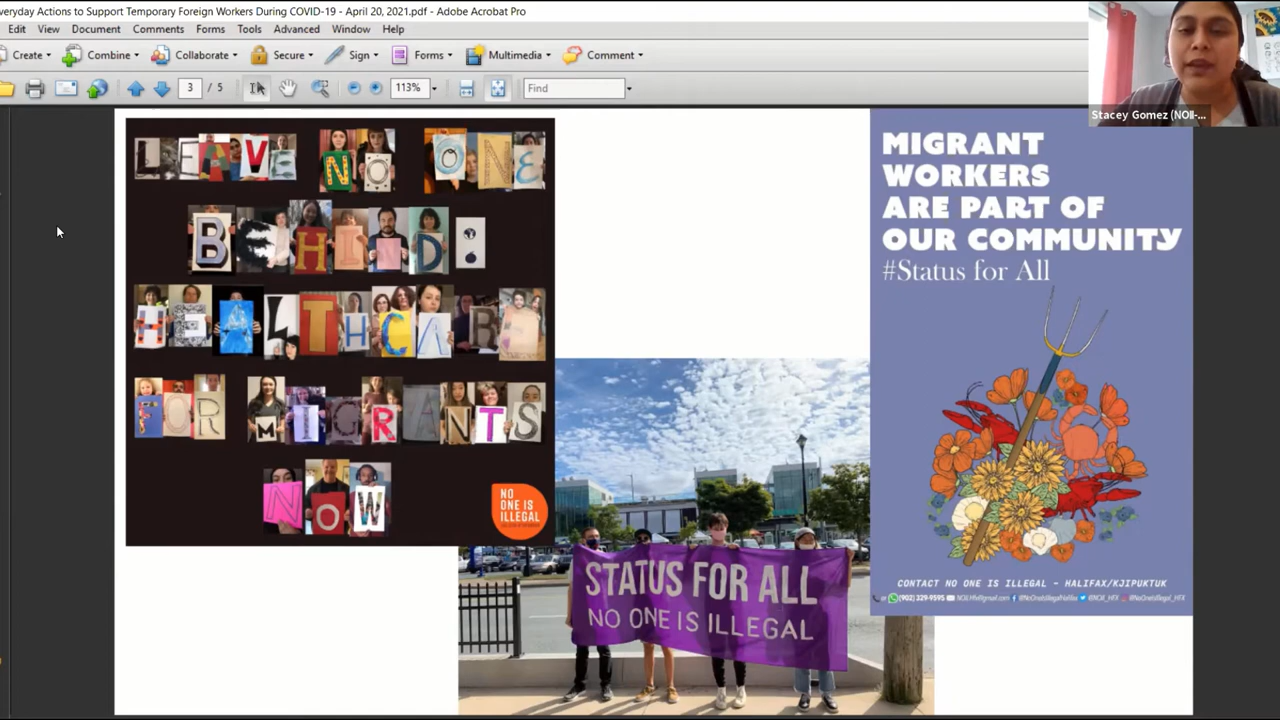 veryday Actions to Support Temporary Foreign Workers During COVID-19 - April 20, 2021.pdf - Adobe Acrobat Pro
Edit View Document Comments Forms Tools Advanced Window Help
Create Combine Collaborate Secure Sign Forms Multimedia Comment
3 / 5 113% Find
Stacey Gomez (NOII-...
LEAVE NO ONE
BEHIND:
HEALTHCARE
FOR MIGRANTS
NOW
NO
ONE IS
ILLEGAL
MIGRANT
WORKERS
ARE PART OF
OUR COMMUNITY
#Status for All
CONTACT NO ONE IS ILLEGAL - HALIFAX/KJIPUKTUK
(902) 329-9595
STATUS FOR ALL
NO ONE IS ILLEGAL